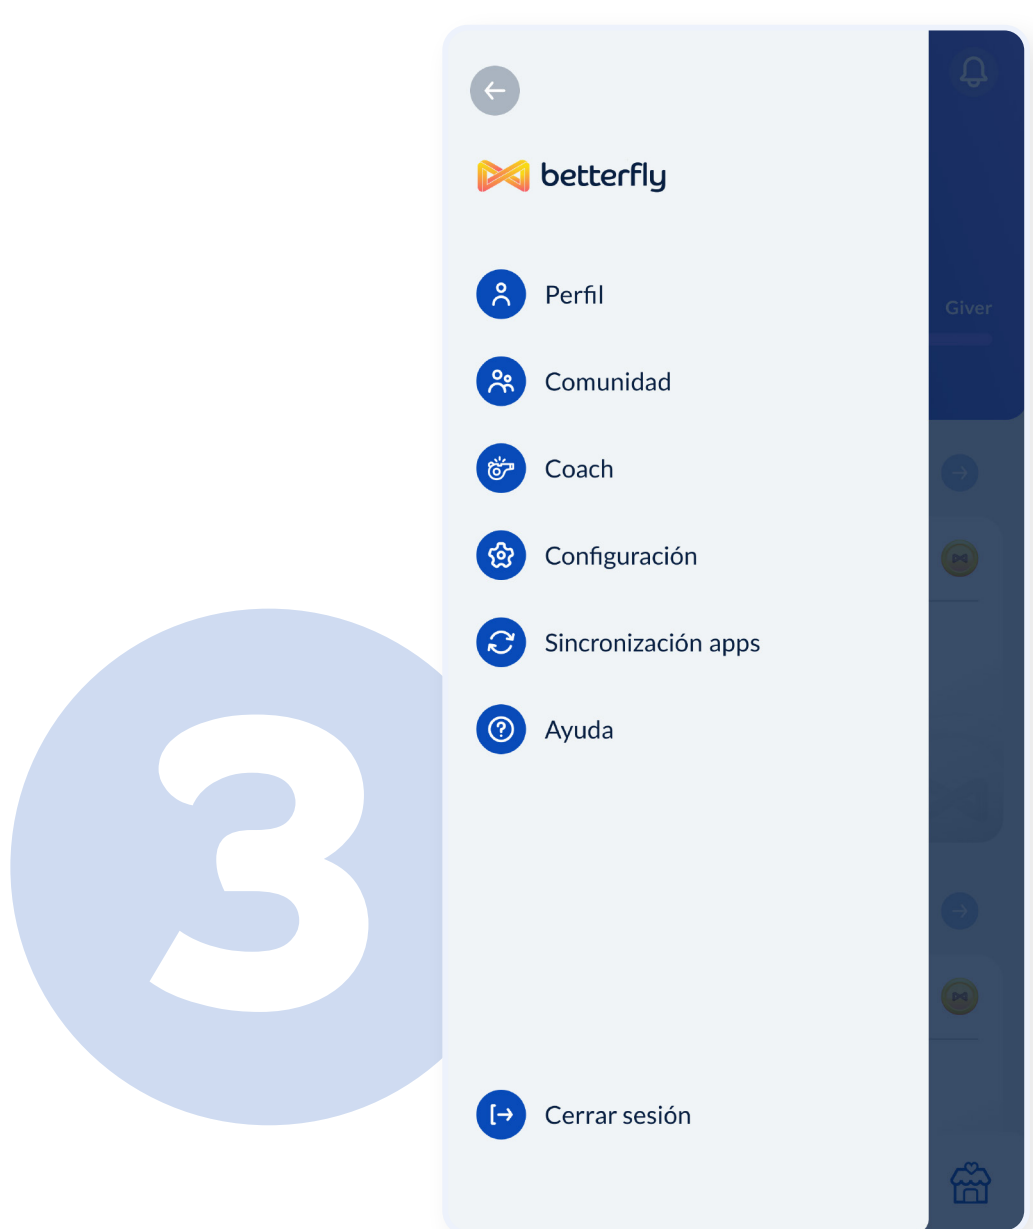 betterfly
Perfil
Giver
Comunidad
Coach
Configuración
Sincronización apps
Ayuda
3
Cerrar sesión